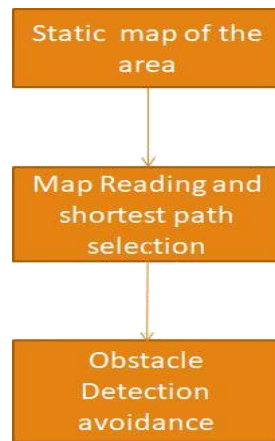 Static map of the
area
Map Reading and
shortest path
selection
Obstacle
Detection
avoidance